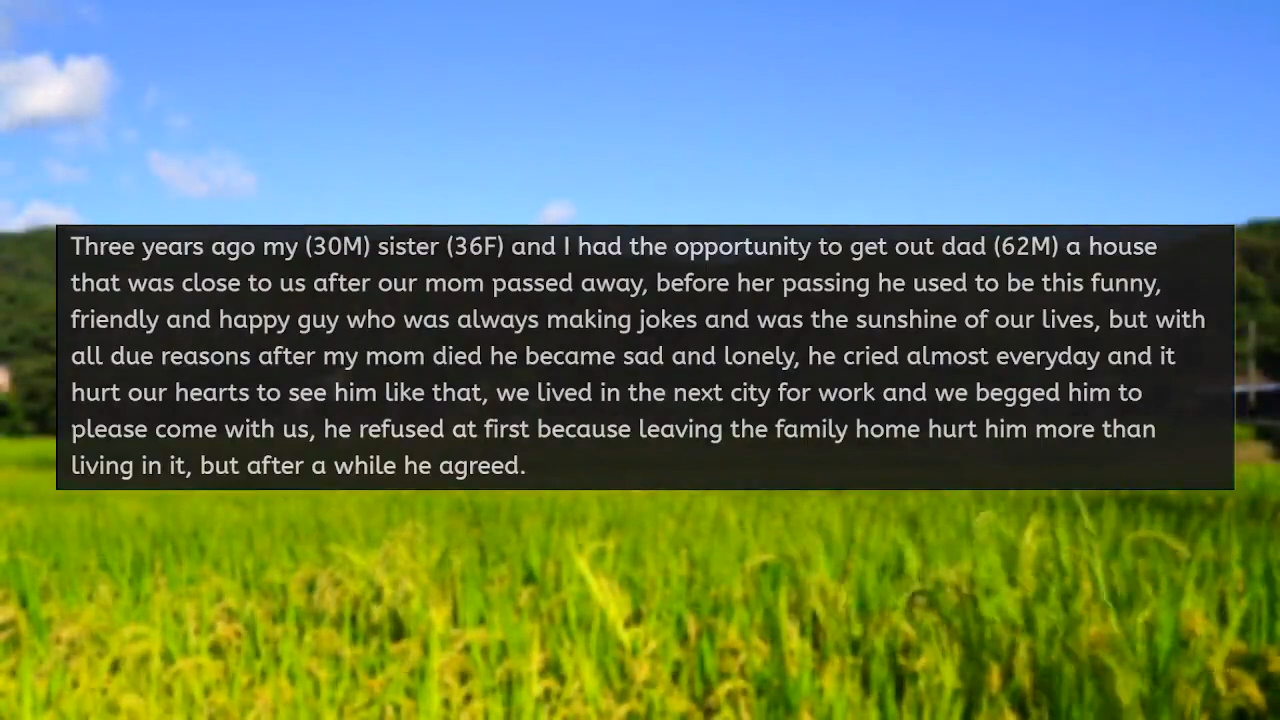 Three years ago my (30M) sister (36F) and I had the opportunity to get out dad (62M) a house
that was close to us after our mom passed away, before her passing he used to be this funny,
friendly and happy guy who was always making jokes and was the sunshine of our lives, but with
all due reasons after my mom died he became sad and lonely, he cried almost everyday and it
hurt our hearts to see him like that, we lived in the next city for work and we begged him to
please come with us, he refused at first because leaving the family home hurt him more than
living in it, but after a while he agreed.